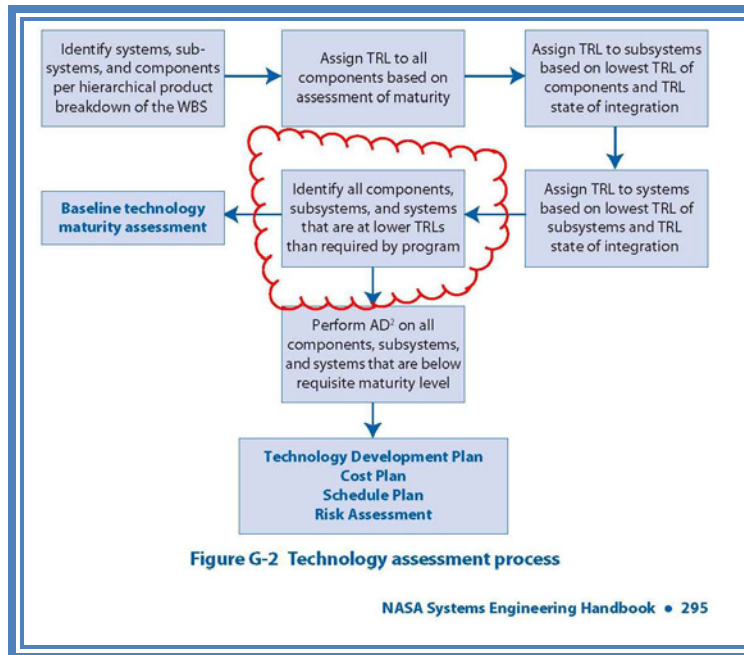 Identify systems, sub-
systems, and components
per hierarchical product
breakdown of the WBS
Assign TRL to all
components based on
assessment of maturity
Assign TRL to subsystems
based on lowest TRL of
components and TRL
state of integration
Baseline technology
maturity assessment
Identify all components,
subsystems, and systems
that are at lower TRLs
than required by program
Assign TRL to systems
based on lowest TRL of
subsystems and TRL
state of integration
Perform AD² on all
components, subsystems,
and systems that are below
requisite maturity level
Technology Development Plan
Cost Plan
Schedule Plan
Risk Assessment
Figure G-2 Technology assessment process
NASA Systems Engineering Handbook • 295